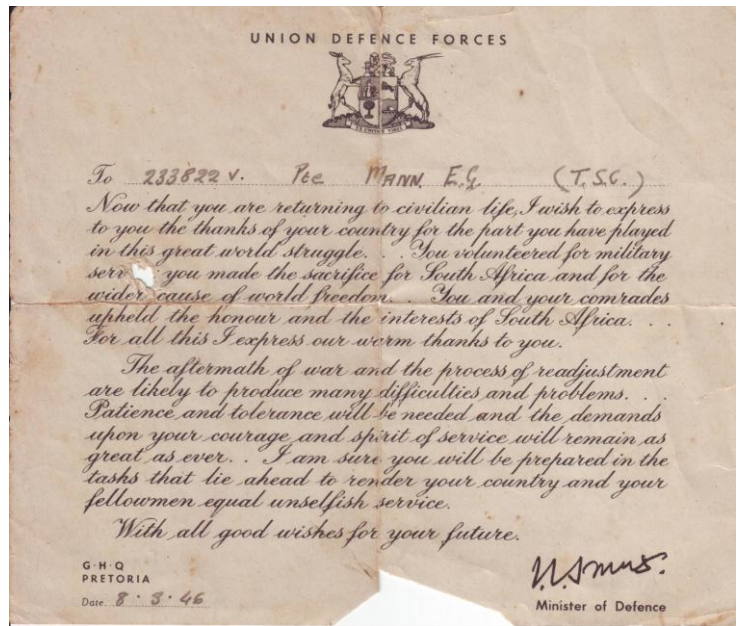 UNION DEFENCE FORCES
EX UNITATE VIRES
To 233822 V. Pte MANN. E.G. (T.S.C.)
Now that you are returning to civilian life, I wish to express
to you the thanks of your country for the part you have played
in this great world struggle. . . You volunteered for military
serv you made the sacrifice for South Africa and for the
wider cause of world freedom. . . You and your comrades
upheld the honour and the interests of South Africa. . .
For all this I express our warm thanks to you.
The aftermath of war and the process of readjustment
are likely to produce many difficulties and problems. . .
Patience and tolerance will be needed and the demands
upon your courage and spirit of service will remain as
great as ever. . I am sure you will be prepared in the
tasks that lie ahead to render your country and your
fellowmen equal unselfish service.
With all good wishes for your future.
G·H·Q
PRETORIA
Date 8·3·46
Minister of Defence